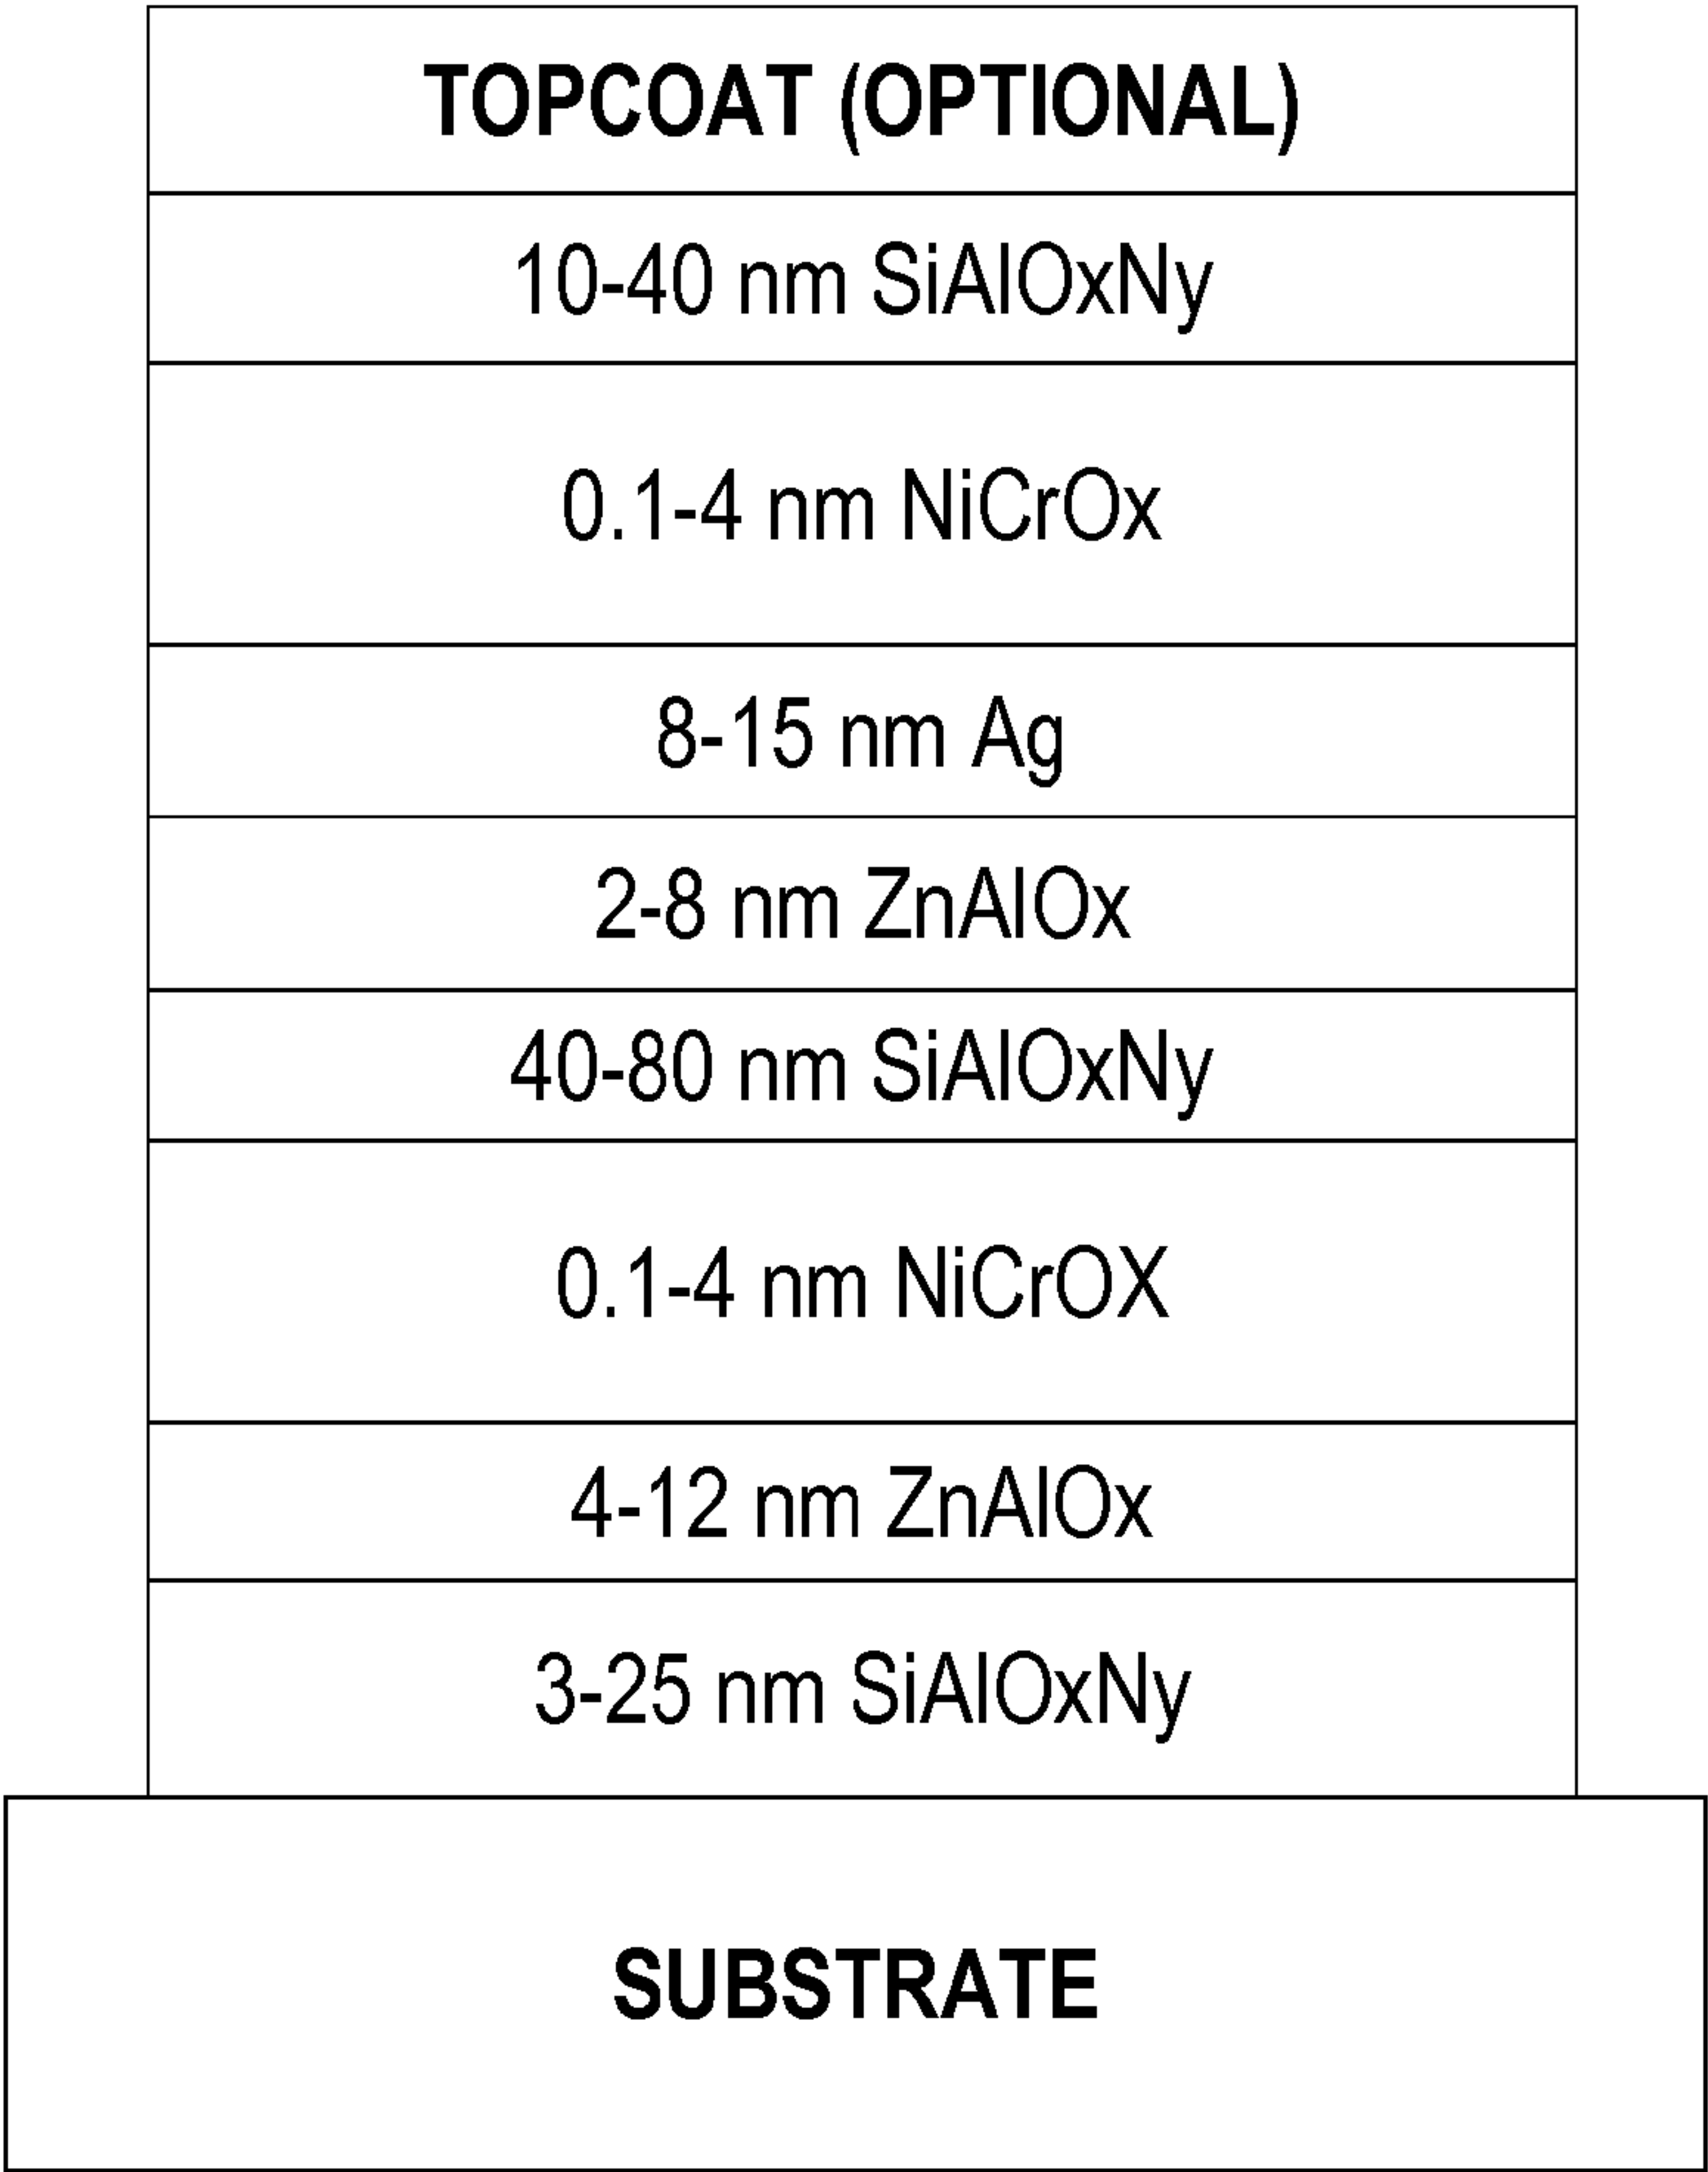 TOPCOAT (OPTIONAL)
10-40 nm SiAlOxNy
0.1-4 nm NiCrOx
8-15 nm Ag
2-8 nm ZnAlOx
40-80 nm SiAlOxNy
0.1-4 nm NiCrOX
4-12 nm ZnAlOx
3-25 nm SiAlOxNy
SUBSTRATE